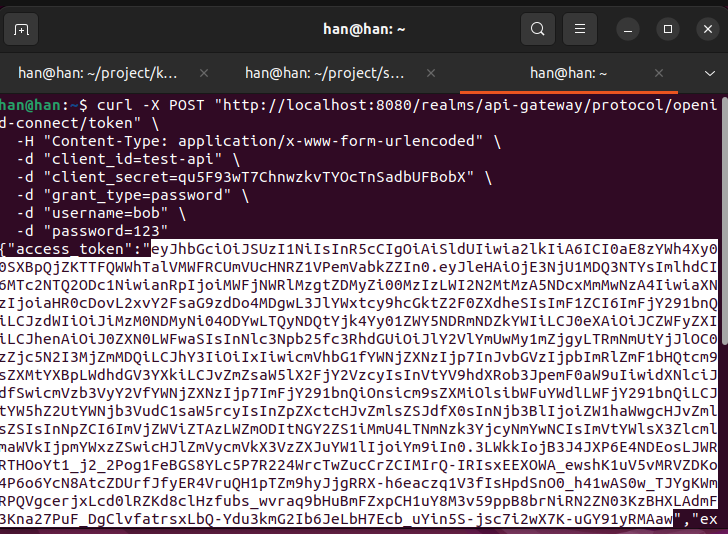 han@han: ~
han@han: ~/project/k...
han@han: ~/project/s...
han@han: ~
han@han:~$ curl -X POST "http://localhost:8080/realms/api-gateway/protocol/openi
d-connect/token" \
-H "Content-Type: application/x-www-form-urlencoded" \
-d "client_id=test-api" \
-d "client_secret=qu5F93wT7ChnwzkvTYOcTnSadbUFBobX" \
-d "grant_type=password" \
-d "username=bob" \
-d "password=123"
{"access_token":"eyJhbGciOiJSUzI1NiIsInR5cCIgOiAiSldUIiwia2lkIiA6ICI0aE8zYWh4Xy0
0SXBpQjZKTTFQWWhTalVMWFRCUmVUcHNRZ1VPemVabkZZIn0.eyJleHAiOjE3NjU1MDQ3NTYsImlhdCI
6MTc2NTQ2ODc1NiwianRpIjoiMWFjNWRlMzgtZDMyZi00MzIzLWI2N2MtMzA5NDcxMmMwNzA4IiwiaXN
zIjoiaHR0cDovL2xvY2FsaG9zdDo4MDgwL3JlYWxtcy9hcGktZ2F0ZXdheSIsImF1ZCI6ImFjY291bnQ
iLCJzdWIiOiJiMzM0NDMyNi04ODYwLTQyNDQtYjk4Yy01ZWY5NDRmNDZkYWIiLCJ0eXAiOiJCZWFyZXI
iLCJhenAiOiJ0ZXN0LWFwaSIsInNlc3Npb25fc3RhdGUiOiJlY2VlYmUwMy1mZjgyLTRmNmUtYjJlOC0
zZjc5N2I3MjZmMDQiLCJhY3IiOiIxIiwicmVhbG1fYWNjZXNzIjp7InJvbGVzIjpbImRlZmF1bHQtcm9
sZXMtYXBpLWdhdGV3YXkiLCJvZmZsaW5lX2FjY2VzcyIsInVtYV9hdXRob3JpemF0aW9uIiwidXNlciJ
dfSwicmVzb3VyY2VfYWNjZXNzIjp7ImFjY291bnQiOnsicm9sZXMiOlsibWFuYWdlLWFjY291bnQiLCJ
tYW5hZ2UtYWNjb3VudC1saW5rcyIsInZpZXctcHJvZmlsZSJdfX0sInNjb3BlIjoiZW1haWwgcHJvZml
sZSIsInNpZCI6ImVjZWViZTAzLWZmODItNGY2ZS1iMmU4LTNmNzk3YjcyNmYwNCIsImVtYWlsX3Zlcml
maWVkIjpmYWxzZSwicHJlZmVycmVkX3VzZXJuYW1lIjoiYm9iIn0.3LWkkIojB3J4JXP6E4NDEosLJWR
RTHOoYt1_j2_2Pog1FeBGS8YLc5P7R224WrcTwZucCrZCIMIrQ-IRIsxEEXOWA_ewshK1uV5vMRVZDKo
4P6o6YcN8AtcZDUrfJfyER4VruQH1pTZm9hyJjgRRX-h6eaczq1V3fIsHpdSnO0_h41wAS0w_TJYgKWm
RPQVgcerjxLcd0lRZKd8clHzfubs_wvraq9bHuBmFZxpCH1uY8M3v59ppB8brNiRN2ZN03KzBHXLAdmF
3Kna27PuF_DgClvfatrsxLbQ-Ydu3kmG2Ib6JeLbH7Ecb_uYin5S-jsc7i2wX7K-uGY91yRMAaw","ex